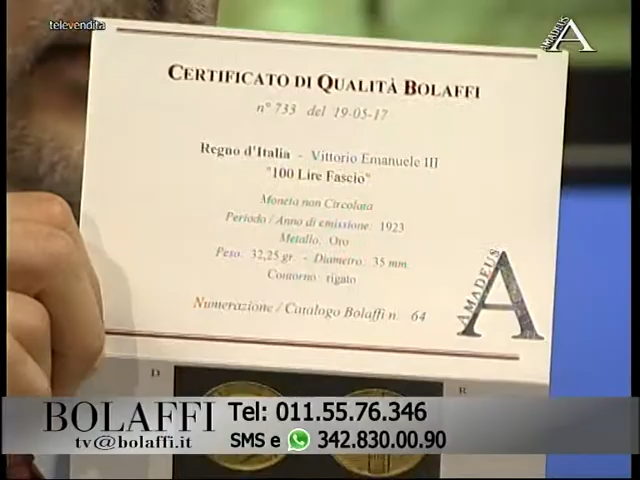 televendita
AMADEUS
A
CERTIFICATO DI QUALITÀ BOLAFFI
n° 733 del 19-05-17
Regno d'Italia - Vittorio Emanuele III
"100 Lire Fascio"
Moneta non Circolata
Periodo / Anno di emissione: 1923
Metallo: Oro
Peso: 32,25 gr. - Diametro: 35 mm
Contorno: rigato
Numerazione / Catalogo Bolaffi n. 64
AMADEUS
A
D
R
BOLAFFI
tv@bolaffi.it
Tel: 011.55.76.346
SMS e 342.830.00.90